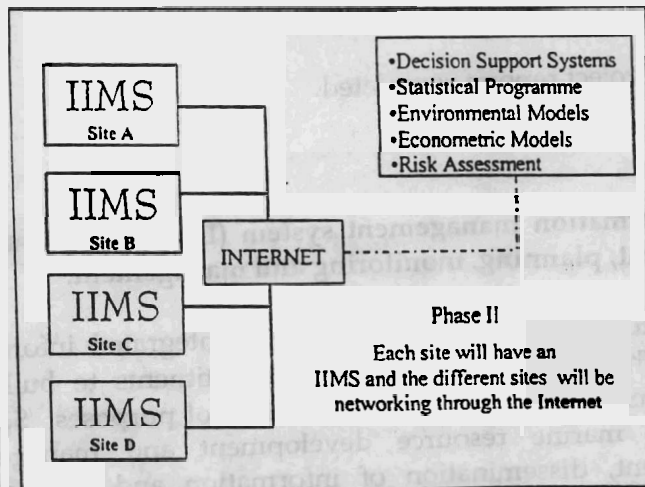 IIMS
Site A
IIMS
Site B
IIMS
Site C
IIMS
Site D
INTERNET
•Decision Support Systems
•Statistical Programme
•Environmental Models
•Econometric Models
•Risk Assessment
Phase II
Each site will have an
IIMS and the different sites will be
networking through the Internet